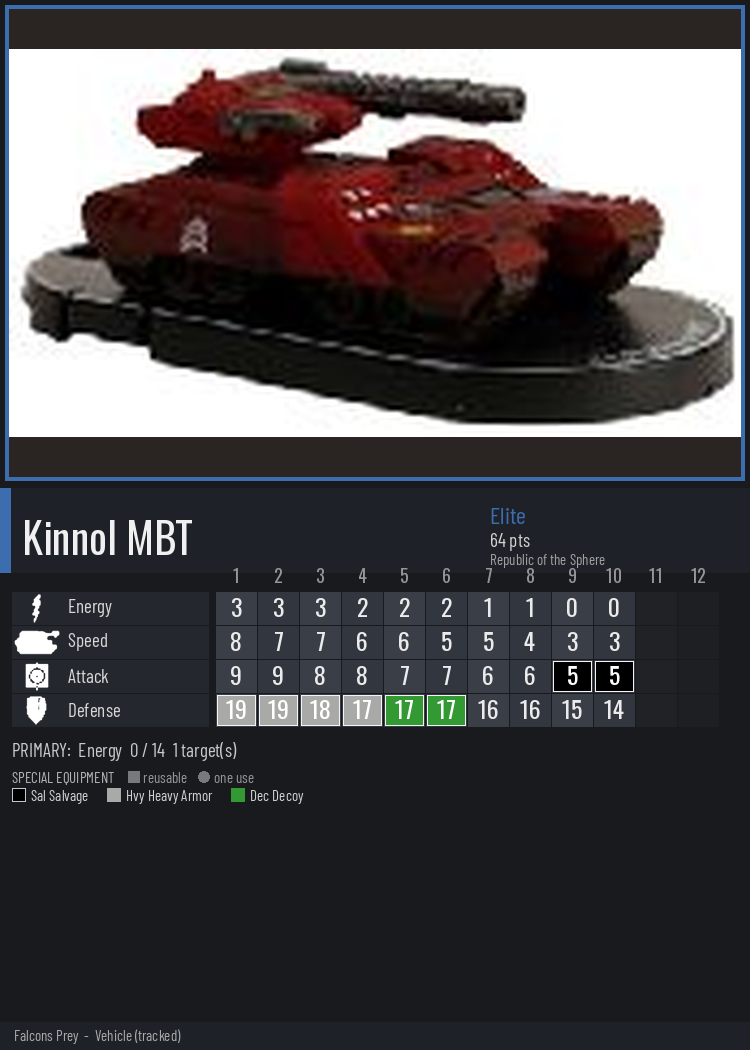 Kinnol MBT
Elite
64 pts
Republic of the Sphere
1 2 3 4 5 6 7 8 9 10 11 12
Energy 3 3 3 2 2 2 1 1 0 0
Speed 8 7 7 6 6 5 5 4 3 3
Attack 9 9 8 8 7 7 6 6 5 5
Defense 19 19 18 17 17 17 16 16 15 14
PRIMARY: Energy 0 / 14 1 target(s)
SPECIAL EQUIPMENT reusable one use
Sal Salvage Hvy Heavy Armor Dec Decoy
Falcons Prey - Vehicle (tracked)